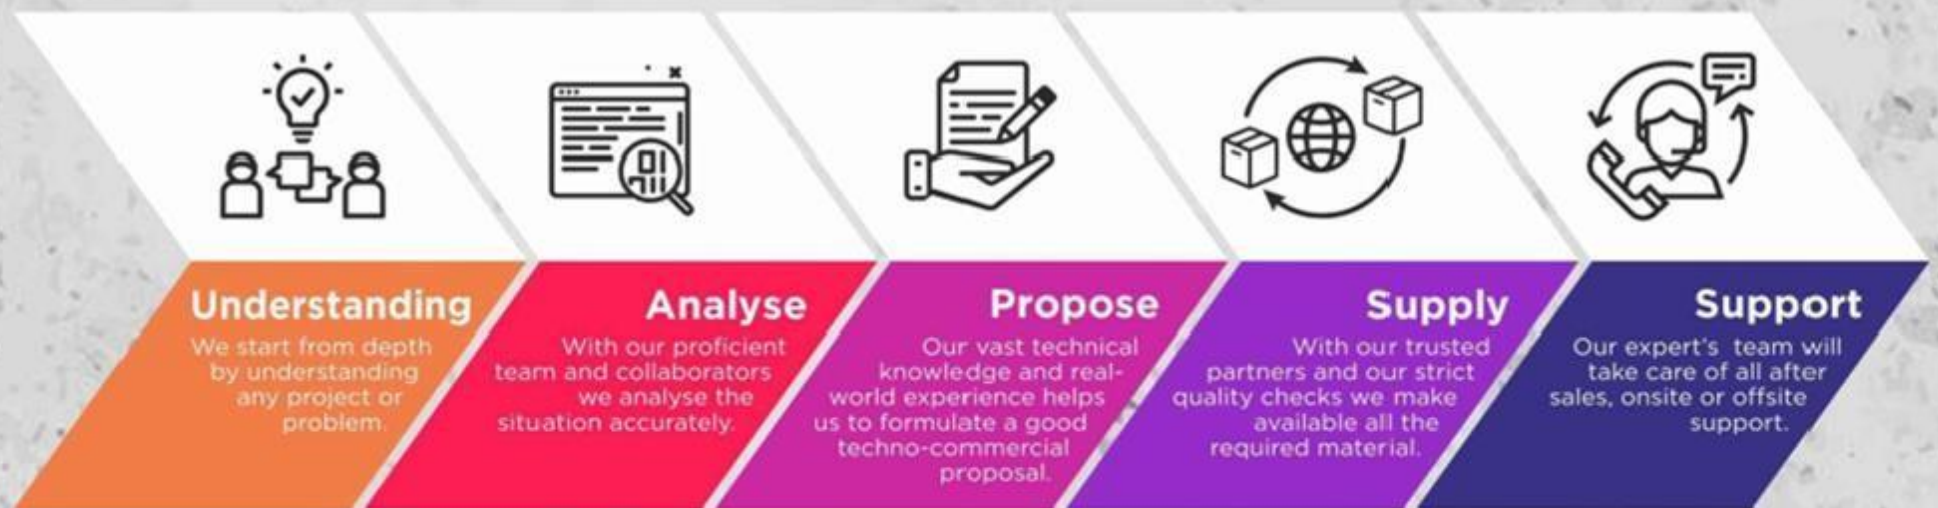 Understanding
We start from depth
by understanding
any project or
problem.
Analyse
With our proficient
team and collaborators
we analyse the
situation accurately.
Propose
Our vast technical
knowledge and real-
world experience helps
us to formulate a good
techno-commercial
proposal.
Supply
With our trusted
partners and our strict
quality checks we make
available all the
required material.
Support
Our expert's team will
take care of all after
sales, onsite or offsite
support.